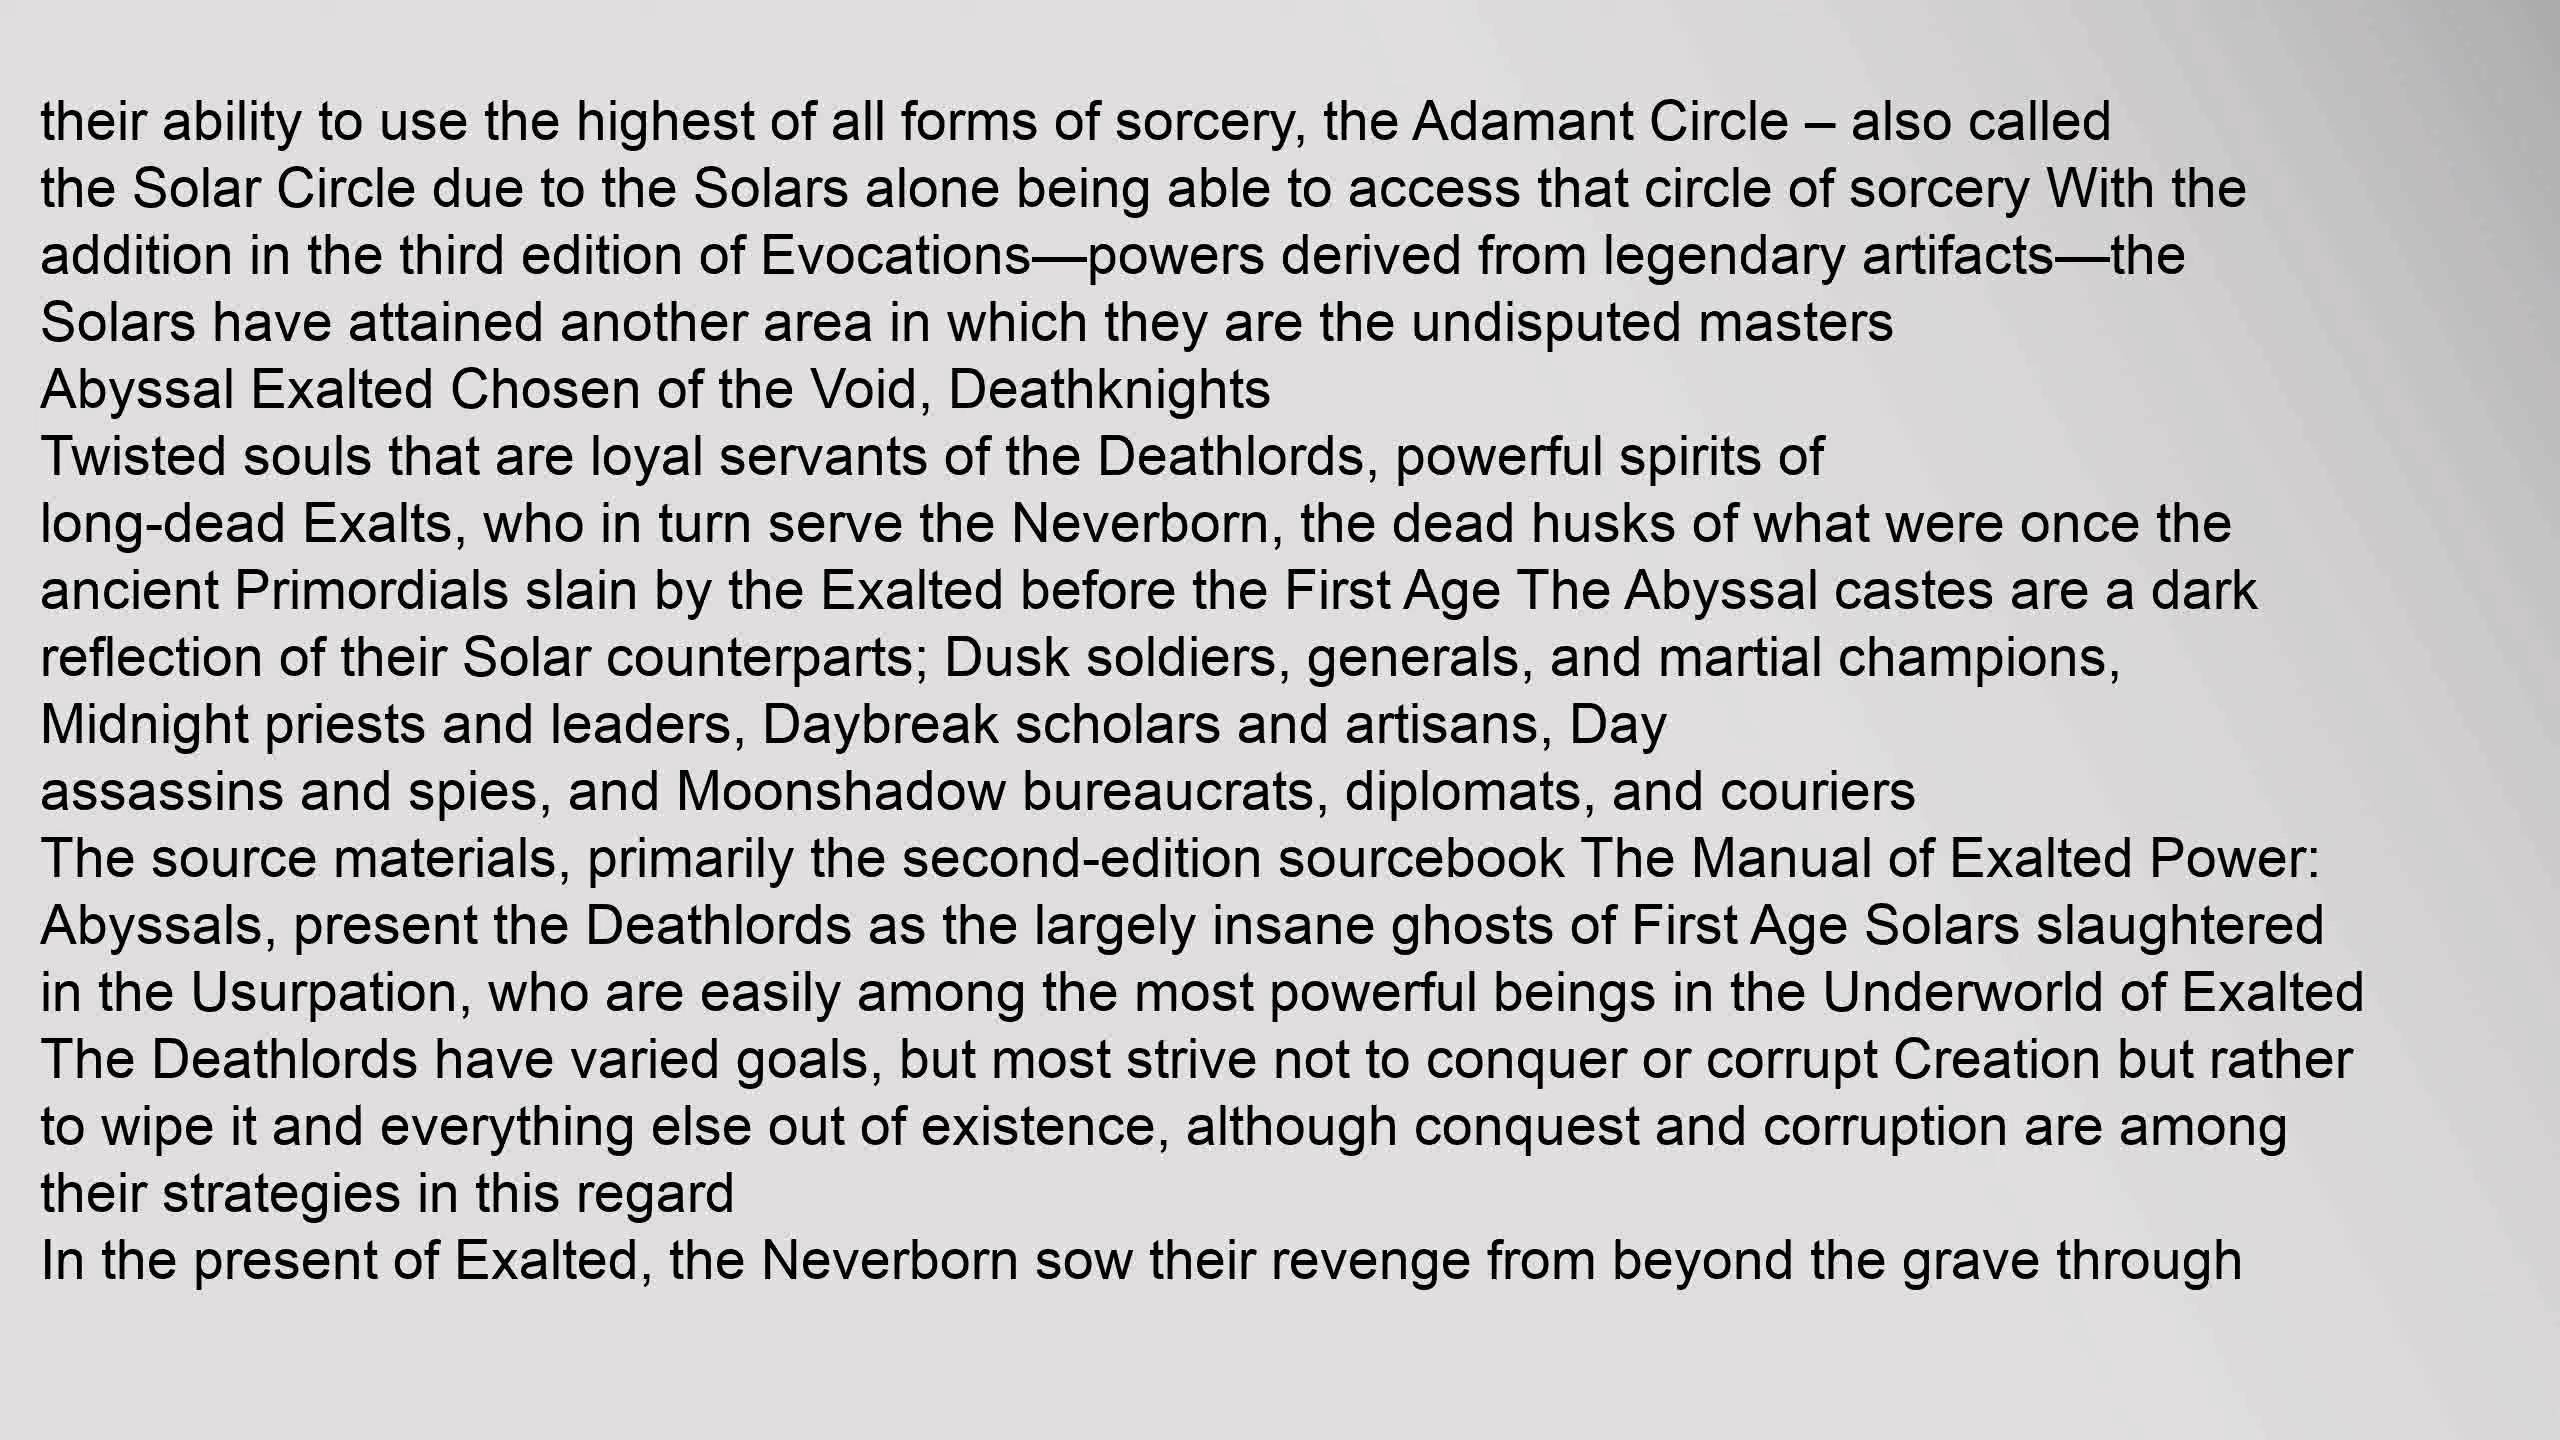 their ability to use the highest of all forms of sorcery, the Adamant Circle – also called
the Solar Circle due to the Solars alone being able to access that circle of sorcery With the
addition in the third edition of Evocations—powers derived from legendary artifacts—the
Solars have attained another area in which they are the undisputed masters
Abyssal Exalted Chosen of the Void, Deathknights
Twisted souls that are loyal servants of the Deathlords, powerful spirits of
long-dead Exalts, who in turn serve the Neverborn, the dead husks of what were once the
ancient Primordials slain by the Exalted before the First Age The Abyssal castes are a dark
reflection of their Solar counterparts; Dusk soldiers, generals, and martial champions,
Midnight priests and leaders, Daybreak scholars and artisans, Day
assassins and spies, and Moonshadow bureaucrats, diplomats, and couriers
The source materials, primarily the second-edition sourcebook The Manual of Exalted Power:
Abyssals, present the Deathlords as the largely insane ghosts of First Age Solars slaughtered
in the Usurpation, who are easily among the most powerful beings in the Underworld of Exalted
The Deathlords have varied goals, but most strive not to conquer or corrupt Creation but rather
to wipe it and everything else out of existence, although conquest and corruption are among
their strategies in this regard
In the present of Exalted, the Neverborn sow their revenge from beyond the grave through